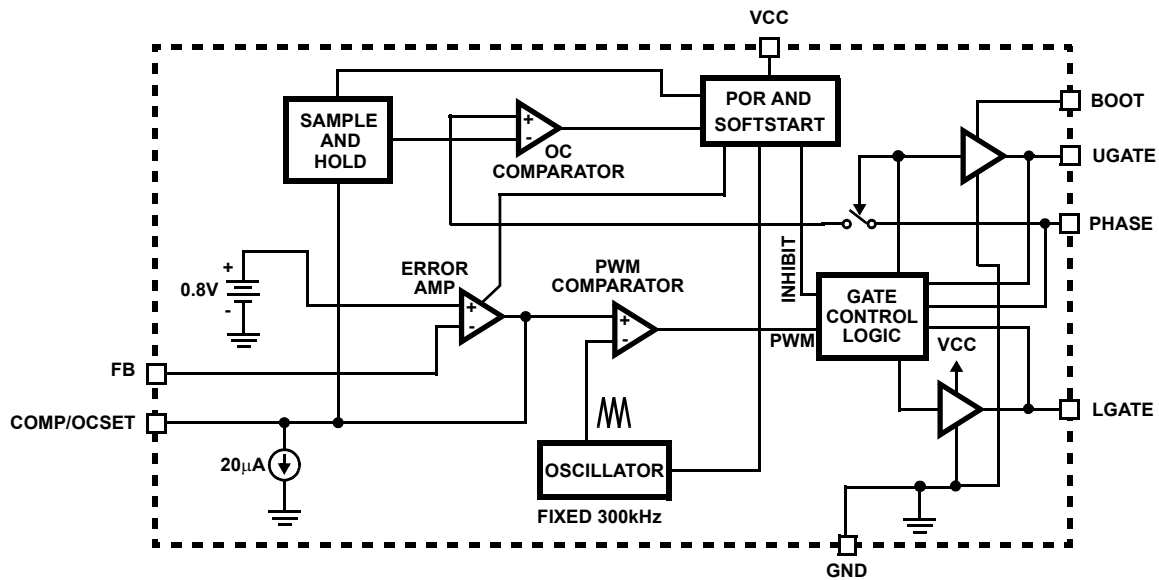 VCC
SAMPLE
AND
HOLD
+
-
OC
COMPARATOR
POR AND
SOFTSTART
BOOT
UGATE
PHASE
INHIBIT
+
0.8V
-
ERROR
AMP
+
-
PWM
COMPARATOR
+
-
PWM
GATE
CONTROL
LOGIC
VCC
FB
COMP/OCSET
LGATE
20μA
OSCILLATOR
FIXED 300kHz
GND